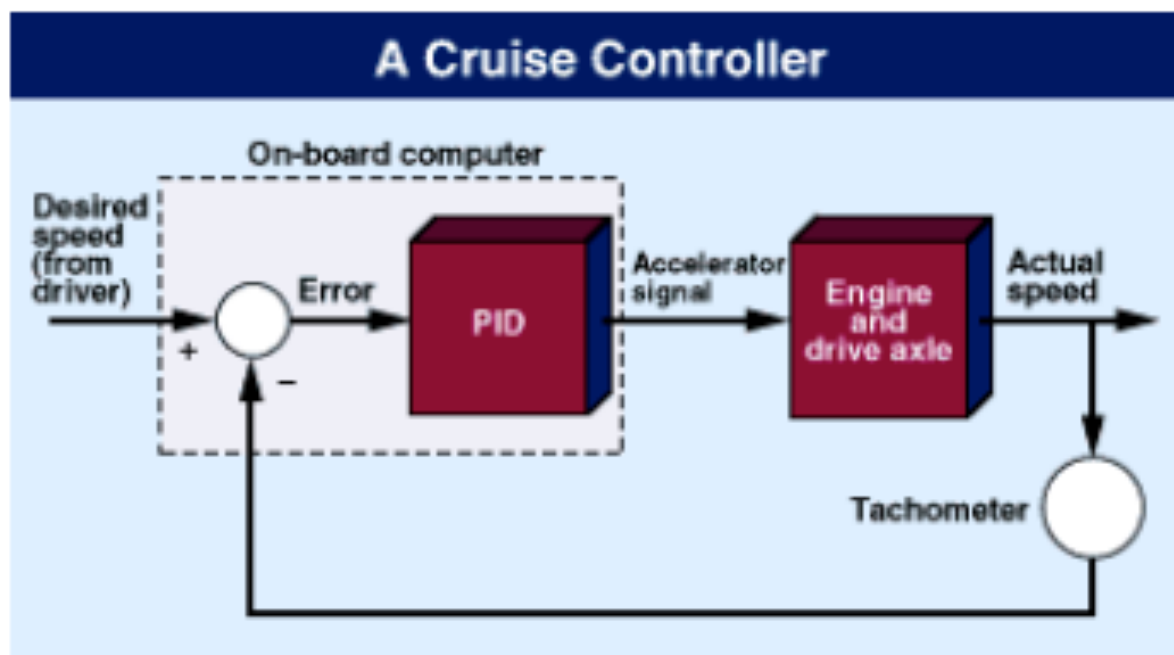 A Cruise Controller
On-board computer
Desired
speed
(from
driver)
+
−
Error
PID
Accelerator
signal
Engine
and
drive axle
Actual
speed
Tachometer